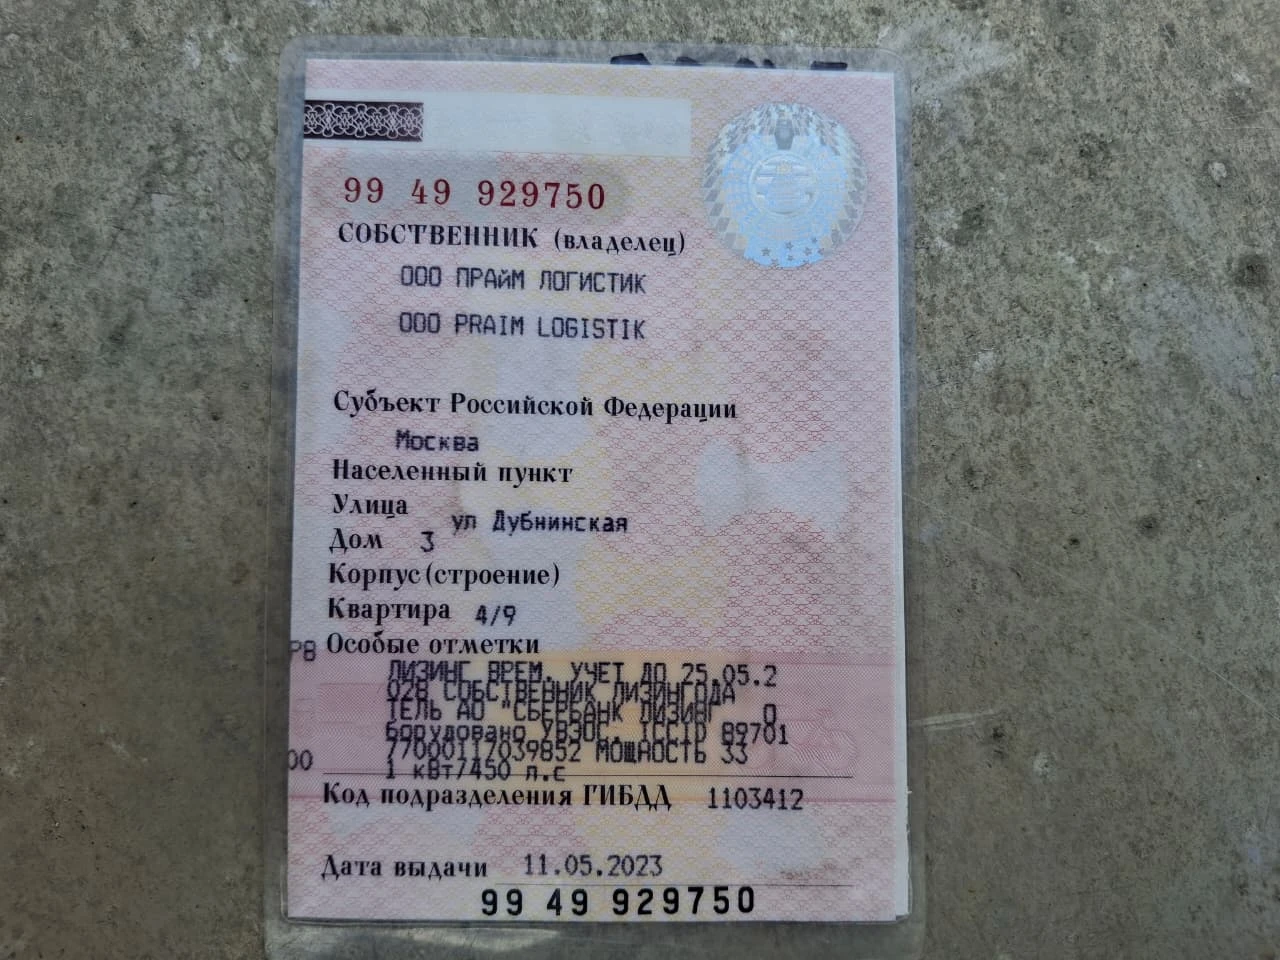 99 49 929750
СОБСТВЕННИК (владелец)
ООО ПРАйМ ЛОГИСТИК
OOO PRAIM LOGISTIK
Субъект Российской Федерации
Москва
Населенный пункт
Улица
ул Дубнинская
Дом 3
Корпус(строение)
Квартира 4/9
Особые отметки
ЛИЗИНГ ВРЕМ. УЧЕТ ДО 25.05.2
028 СОБСТВЕННИК ЛИЗИНГОДА
ТЕЛЬ АО "СБЕРБАНК ЛИЗИНГ" О
борудовано УВЭОС, ICCID 89701
77000117039852 МОЩНОСТЬ 33
1 кВт/450 л.с
Код подразделения ГИБДД 1103412
Дата выдачи 11.05.2023
99 49 929750